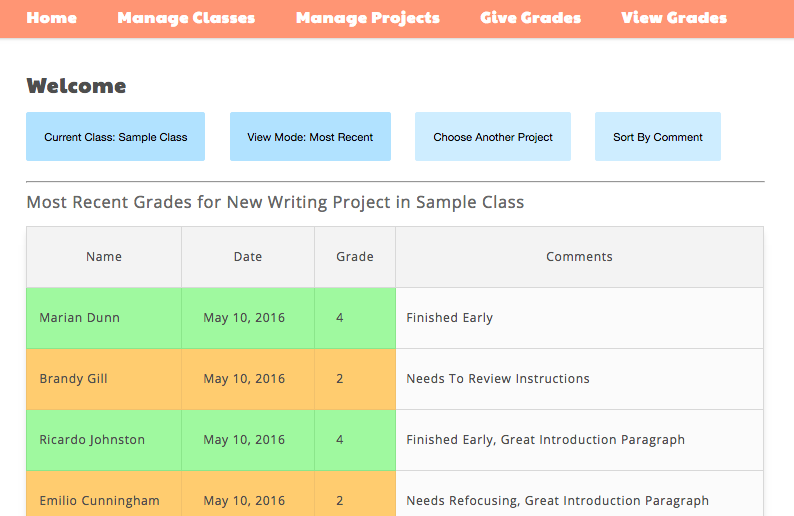 Home Manage Classes Manage Projects Give Grades View Grades
Welcome
Current Class: Sample Class View Mode: Most Recent Choose Another Project Sort By Comment
Most Recent Grades for New Writing Project in Sample Class
Name Date Grade Comments
Marian Dunn May 10, 2016 4 Finished Early
Brandy Gill May 10, 2016 2 Needs To Review Instructions
Ricardo Johnston May 10, 2016 4 Finished Early, Great Introduction Paragraph
Emilio Cunningham May 10, 2016 2 Needs Refocusing, Great Introduction Paragraph